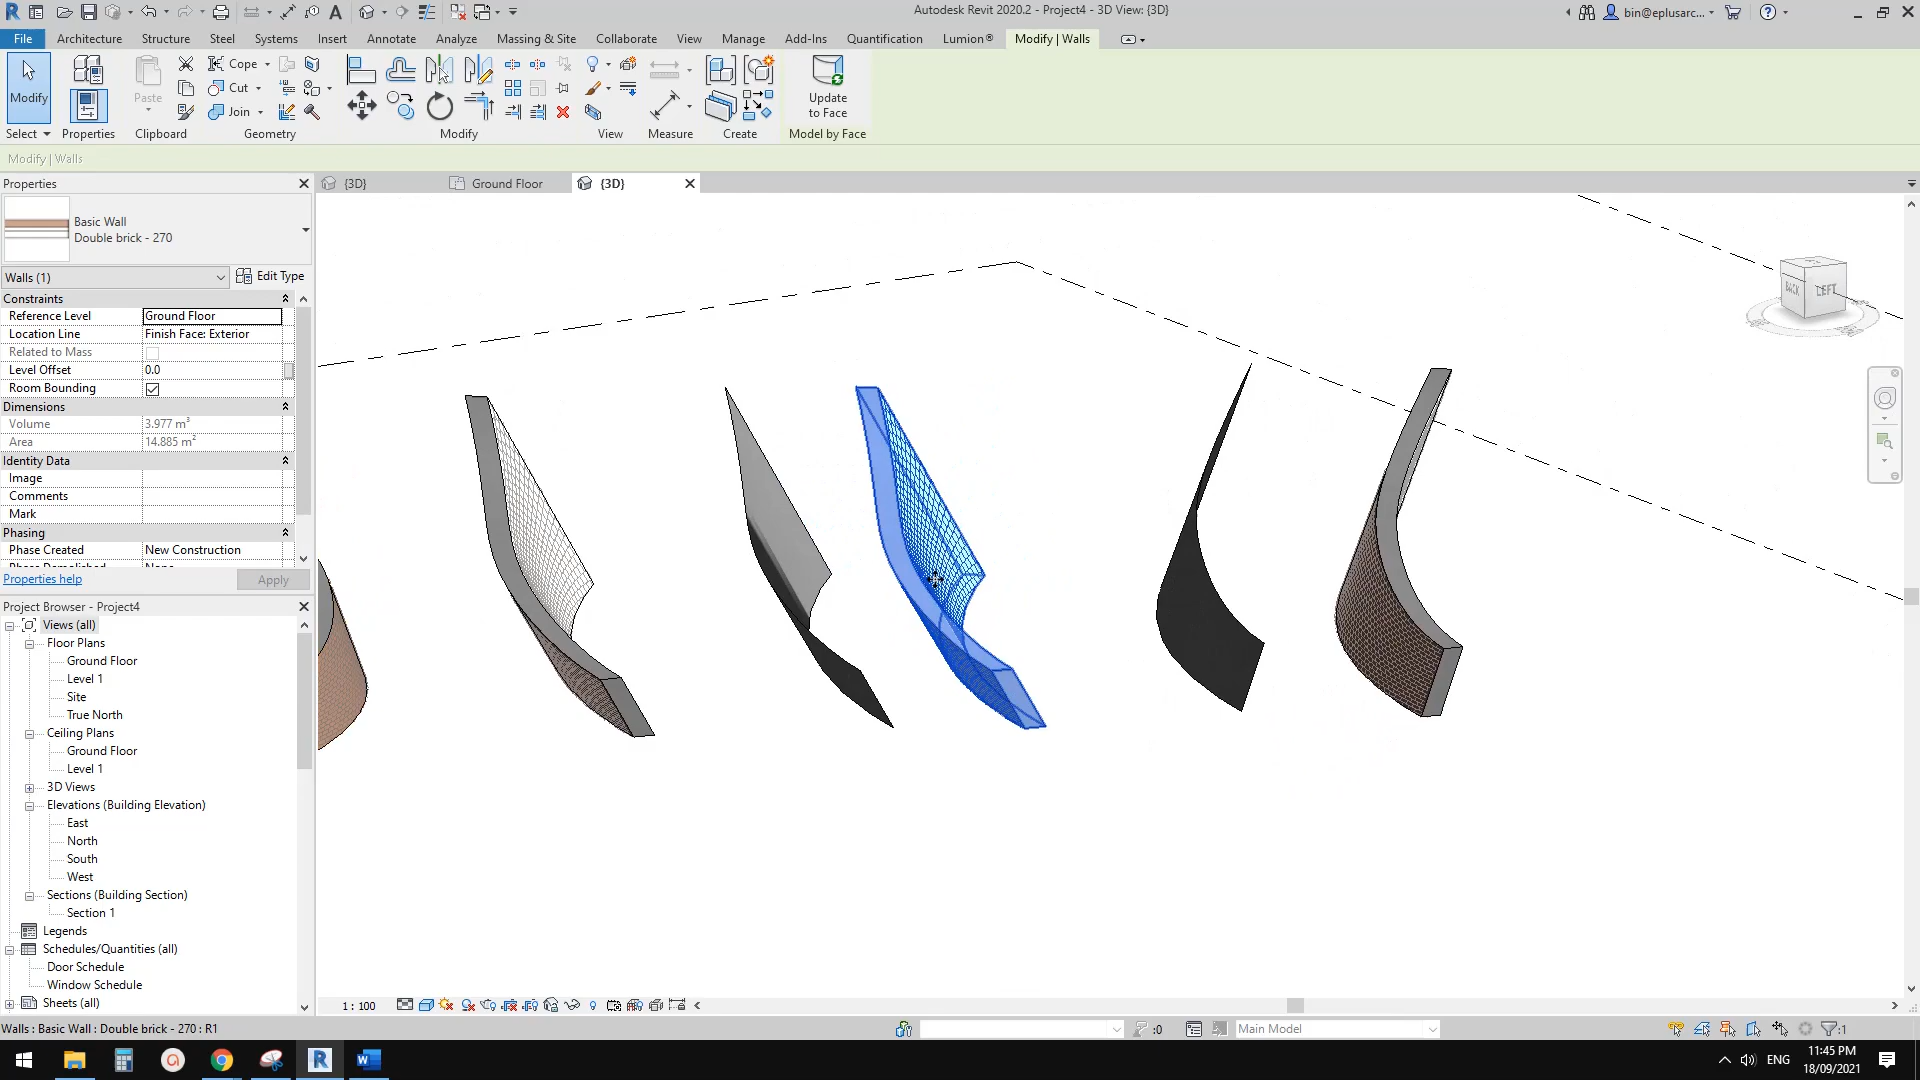 Autodesk Revit 2020.2 - Project4 - 3D View: {3D}
bin@eplusarc...
File Architecture Structure Steel Systems Insert Annotate Analyze Massing & Site Collaborate View Manage Add-Ins Quantification Lumion® Modify | Walls
Modify
Paste
Cope
Cut
Join
Update
to Face
Select Properties Clipboard Geometry Modify View Measure Create Model by Face
Modify | Walls
Properties
{3D}
Ground Floor
{3D}
Basic Wall
Double brick - 270
Walls (1)
Edit Type
Constraints
Reference Level Ground Floor
Location Line Finish Face: Exterior
Related to Mass
Level Offset 0.0
Room Bounding
Dimensions
Volume 3.977 m³
Area 14.885 m²
Identity Data
Image
Comments
Mark
Phasing
Phase Created New Construction
Properties help
Apply
Project Browser - Project4
Views (all)
Floor Plans
Ground Floor
Level 1
Site
True North
Ceiling Plans
Ground Floor
Level 1
3D Views
Elevations (Building Elevation)
East
North
South
West
Sections (Building Section)
Section 1
Legends
Schedules/Quantities (all)
Door Schedule
Window Schedule
Sheets (all)
BACK LEFT
1 : 100
Walls : Basic Wall : Double brick - 270 : R1
:0
Main Model
:1
ENG
11:45 PM
18/09/2021